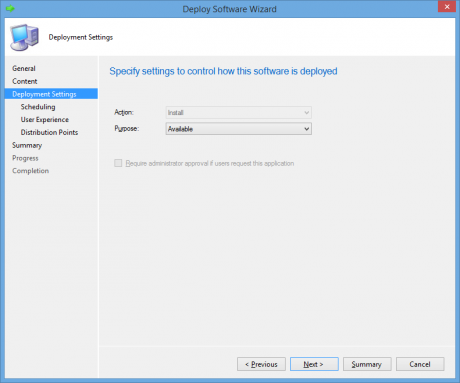 Deploy Software Wizard
Deployment Settings
General
Content
Deployment Settings
Scheduling
User Experience
Distribution Points
Summary
Progress
Completion
Specify settings to control how this software is deployed
Action: Install
Purpose: Available
Require administrator approval if users request this application
< Previous Next > Summary Cancel